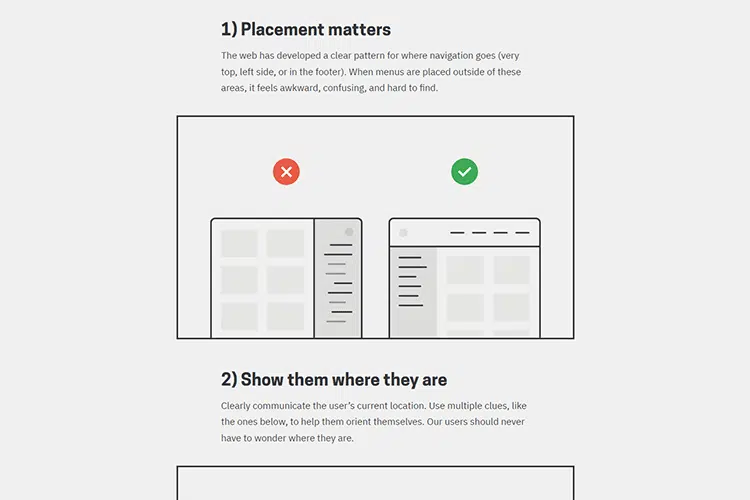 1) Placement matters
The web has developed a clear pattern for where navigation goes (very
top, left side, or in the footer). When menus are placed outside of these
areas, it feels awkward, confusing, and hard to find.
2) Show them where they are
Clearly communicate the user’s current location. Use multiple clues, like
the ones below, to help them orient themselves. Our users should never
have to wonder where they are.